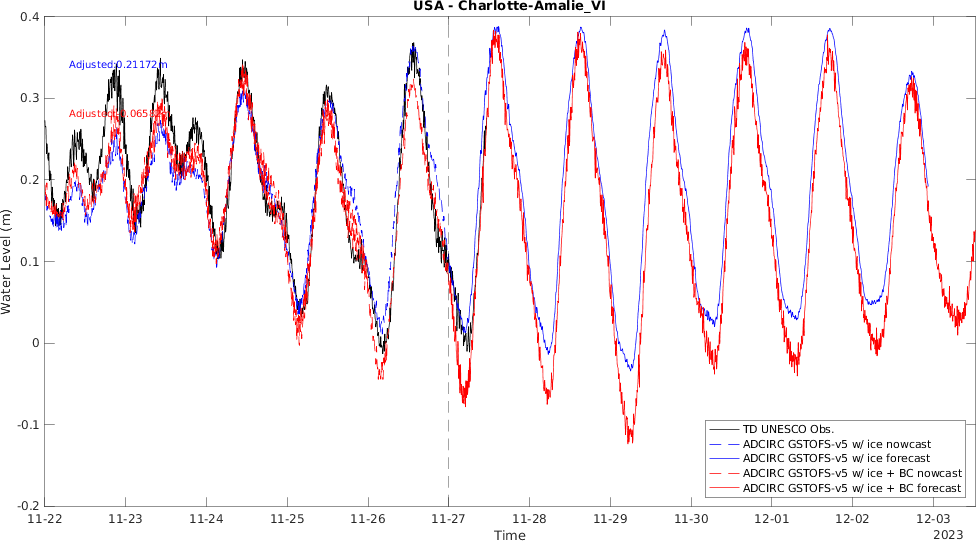 USA - Charlotte-Amalie_VI
0.4
0.3
0.2
0.1
0
-0.1
-0.2
Water Level (m)
Adjusted:0.21172m
TD UNESCO Obs.
ADCIRC GSTOFS-v5 w/ ice nowcast
ADCIRC GSTOFS-v5 w/ ice forecast
ADCIRC GSTOFS-v5 w/ ice + BC nowcast
ADCIRC GSTOFS-v5 w/ ice + BC forecast
11-22 11-23 11-24 11-25 11-26 11-27 11-28 11-29 11-30 12-01 12-02 12-03
Time
2023